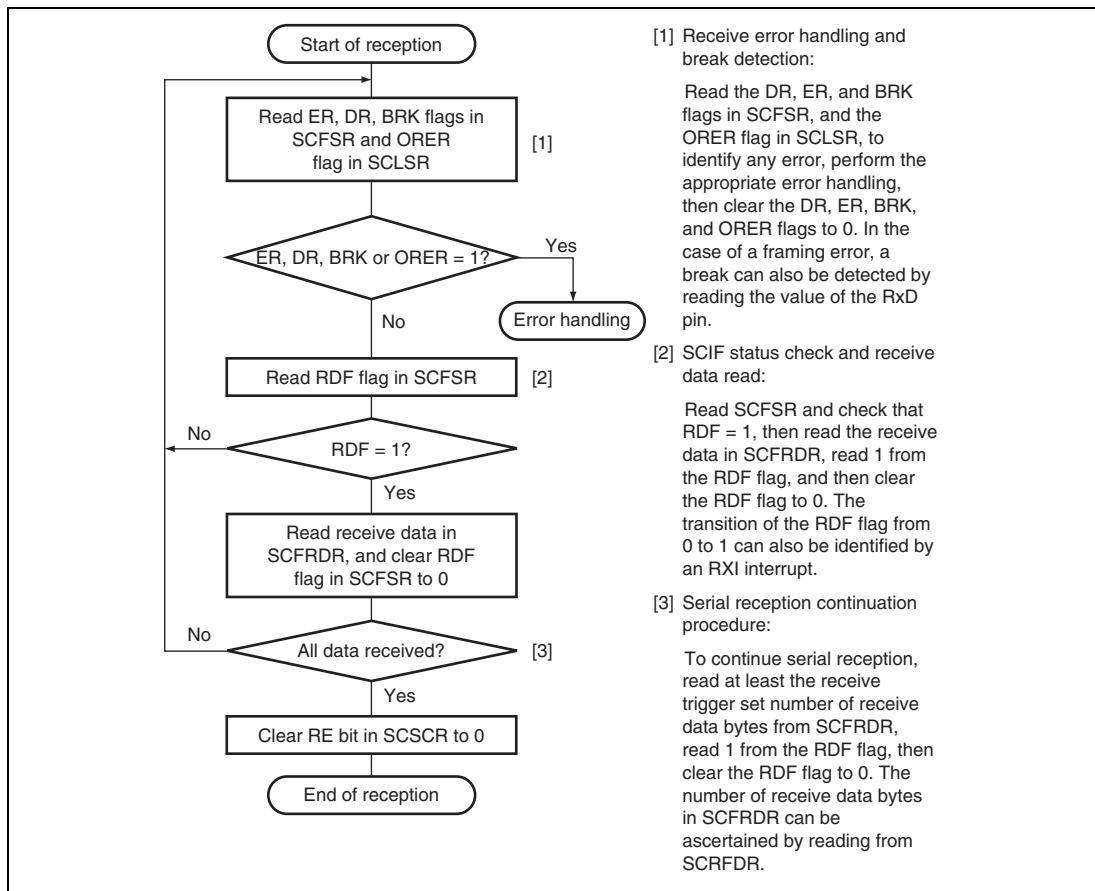 Start of reception
Read ER, DR, BRK flags in
SCFSR and ORER
flag in SCLSR
[1]
ER, DR, BRK or ORER = 1?
Yes
Error handling
No
Read RDF flag in SCFSR
[2]
No
RDF = 1?
Yes
Read receive data in
SCFRDR, and clear RDF
flag in SCFSR to 0
No
All data received?
[3]
Yes
Clear RE bit in SCSCR to 0
End of reception
[1] Receive error handling and
break detection:
Read the DR, ER, and BRK
flags in SCFSR, and the
ORER flag in SCLSR, to
identify any error, perform the
appropriate error handling,
then clear the DR, ER, BRK,
and ORER flags to 0. In the
case of a framing error, a
break can also be detected by
reading the value of the RxD
pin.
[2] SCIF status check and receive
data read:
Read SCFSR and check that
RDF = 1, then read the receive
data in SCFRDR, read 1 from
the RDF flag, and then clear
the RDF flag to 0. The
transition of the RDF flag from
0 to 1 can also be identified by
an RXI interrupt.
[3] Serial reception continuation
procedure:
To continue serial reception,
read at least the receive
trigger set number of receive
data bytes from SCFRDR,
read 1 from the RDF flag, then
clear the RDF flag to 0. The
number of receive data bytes
in SCFRDR can be
ascertained by reading from
SCRFDR.